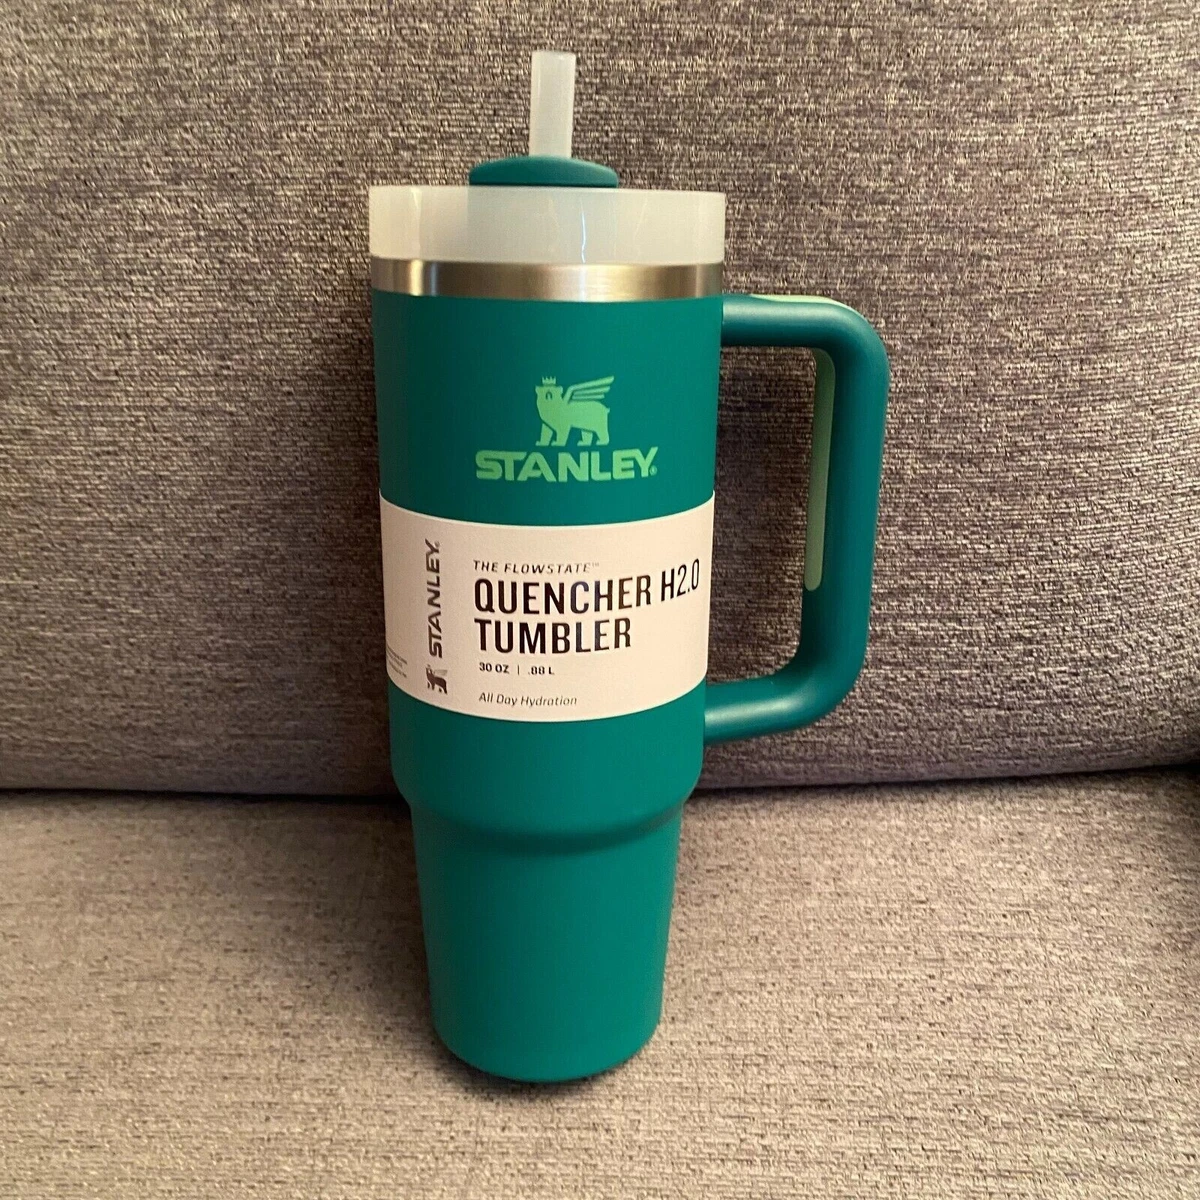 STANLEY®
STANLEY®
THE FLOWSTATE™
QUENCHER H2.0
TUMBLER
30 OZ | .88 L
All Day Hydration